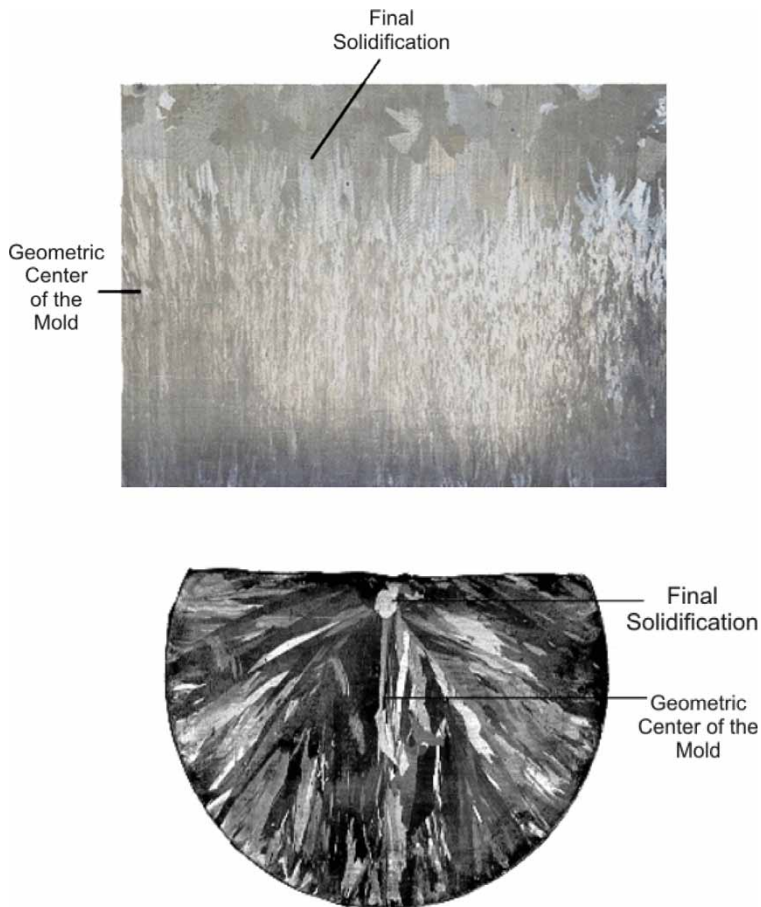 Final
Solidification
Geometric
Center
of the
Mold
Final
Solidification
Geometric
Center of the
Mold